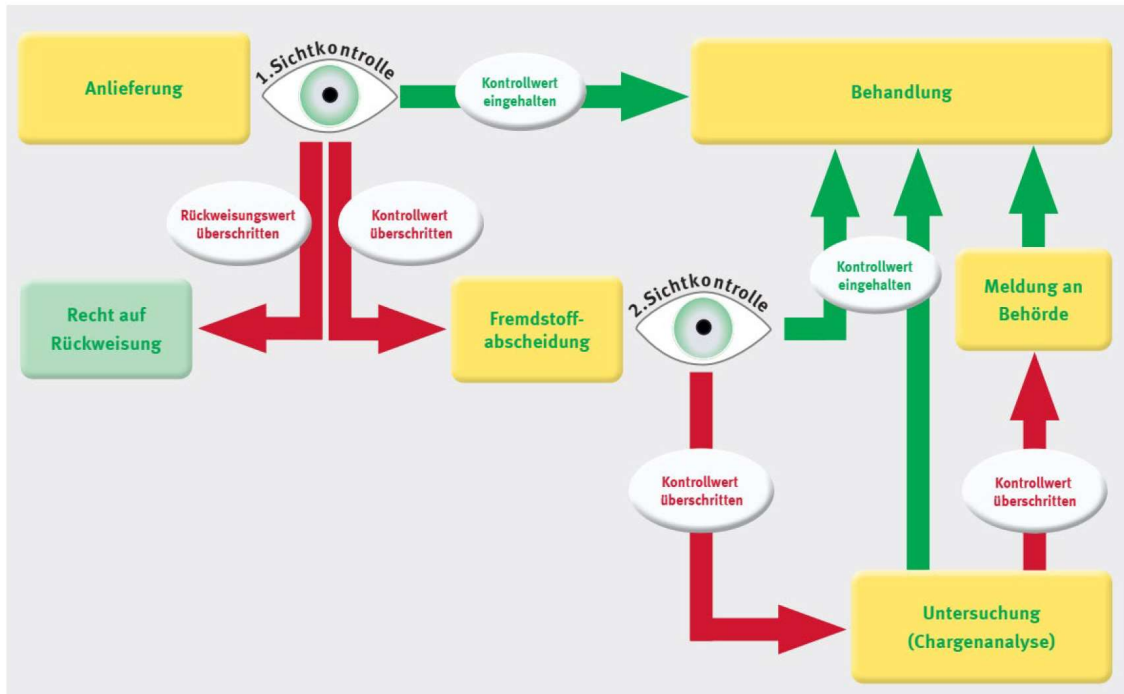 Anlieferung
1.Sichtkontrolle
Kontrollwert
eingehalten
Behandlung
Rückweisungswert
überschritten
Kontrollwert
überschritten
Recht auf
Rückweisung
Fremdstoff-
abscheidung
2.Sichtkontrolle
Kontrollwert
eingehalten
Meldung an
Behörde
Kontrollwert
überschritten
Kontrollwert
überschritten
Untersuchung
(Chargenanalyse)